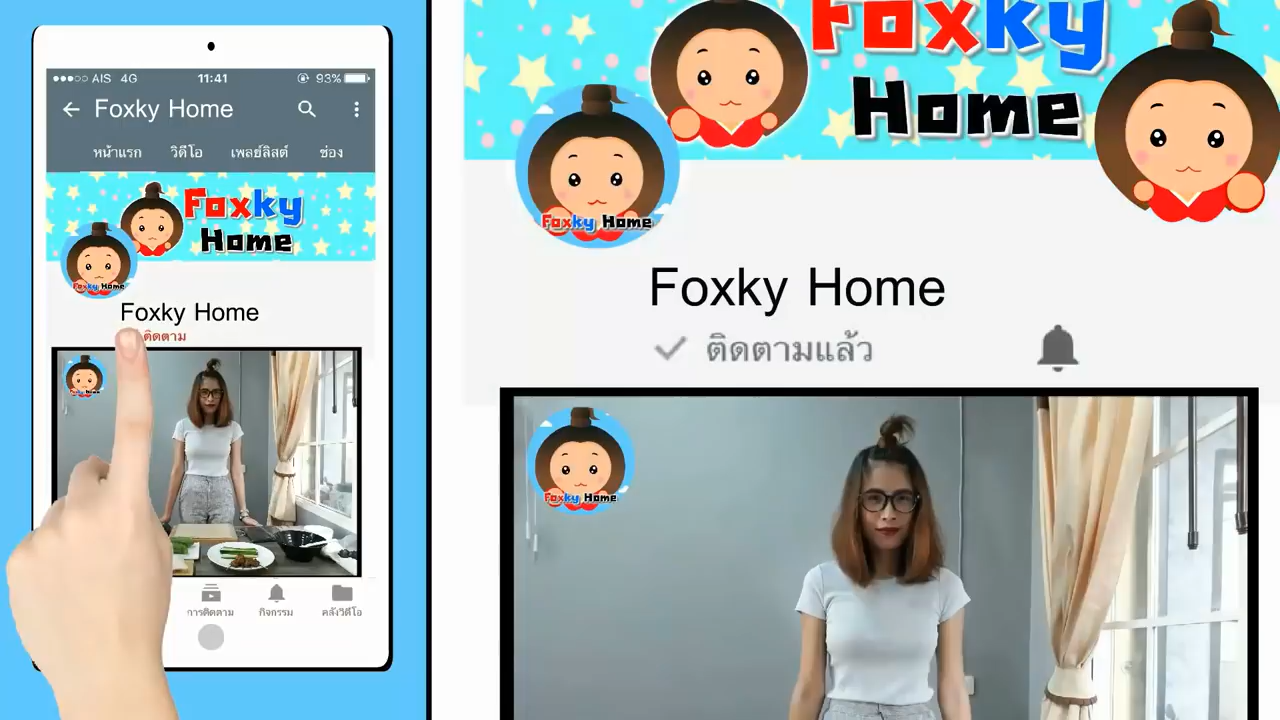 AIS 4G 11:41 93%
Foxky Home
หน้าแรก วิดีโอ เพลย์ลิสต์ ช่อง
Foxky
Home
Foxky Home
Foxky Home
ติดตาม
Foxky Home
การติดตาม กิจกรรม คลังวิดีโอ
Foxky
Home
Foxky Home
Foxky Home
ติดตามแล้ว
Foxky Home